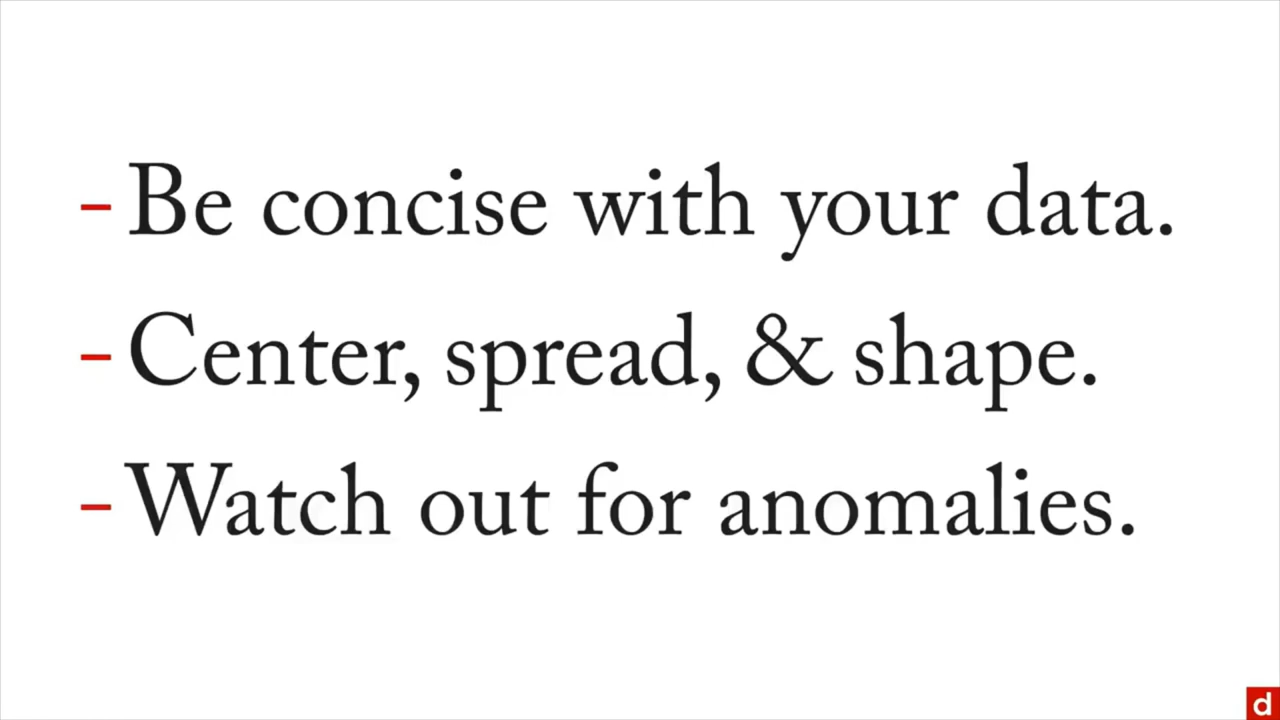 - Be concise with your data.
- Center, spread, & shape.
- Watch out for anomalies.
d